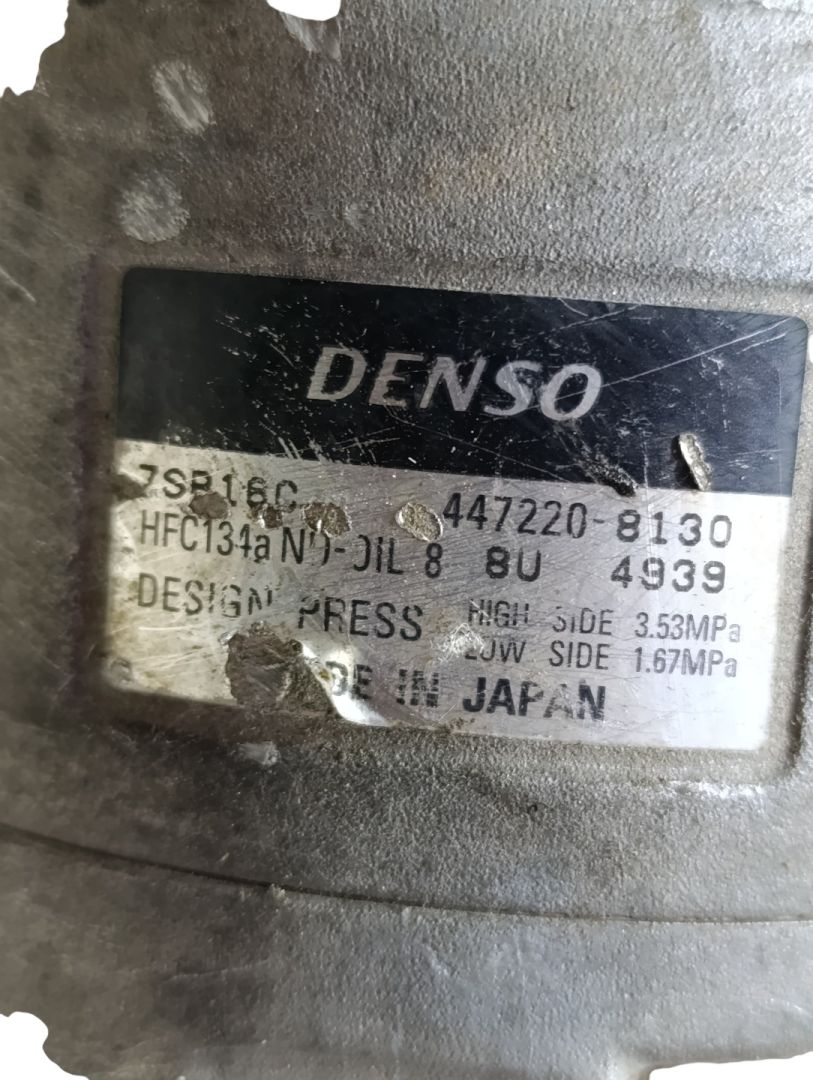 DENSO
7SB16C 447220-8130
HFC134a ND-OIL 8 8U 4939
DESIGN PRESS HIGH SIDE 3.53MPa
LOW SIDE 1.67MPa
IN JAPAN